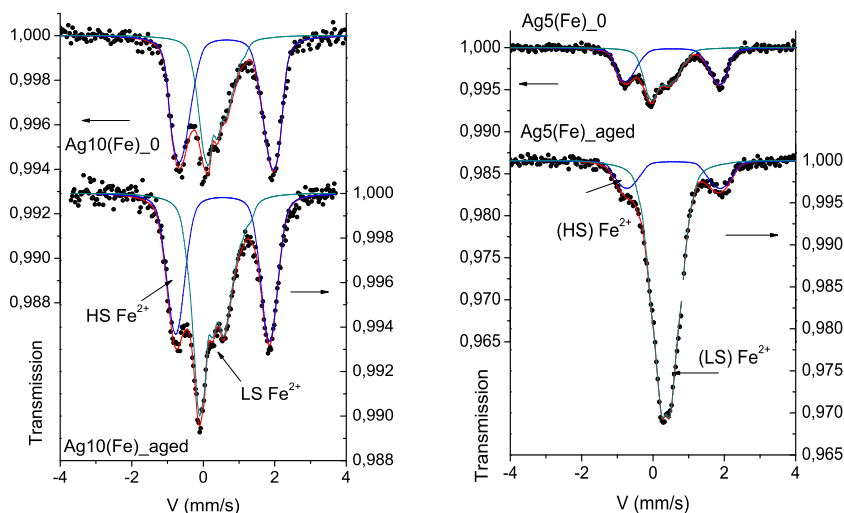 1,000
0,998
0,996
0,994
0,993
0,990
0,988
Ag10(Fe)_0
1,000
0,998
0,996
0,994
0,992
0,990
0,988
HS Fe2+
LS Fe2+
Ag10(Fe)_aged
Transmission
-4 -2 0 2 4
V (mm/s)
Ag5(Fe)_0
1,000
0,995
0,990
0,985
0,980
0,975
0,970
0,965
Ag5(Fe)_aged
1,000
0,995
0,990
0,985
0,980
0,975
0,970
0,965
(HS) Fe2+
(LS) Fe2+
Transmission
-4 -2 0 2 4
V (mm/s)